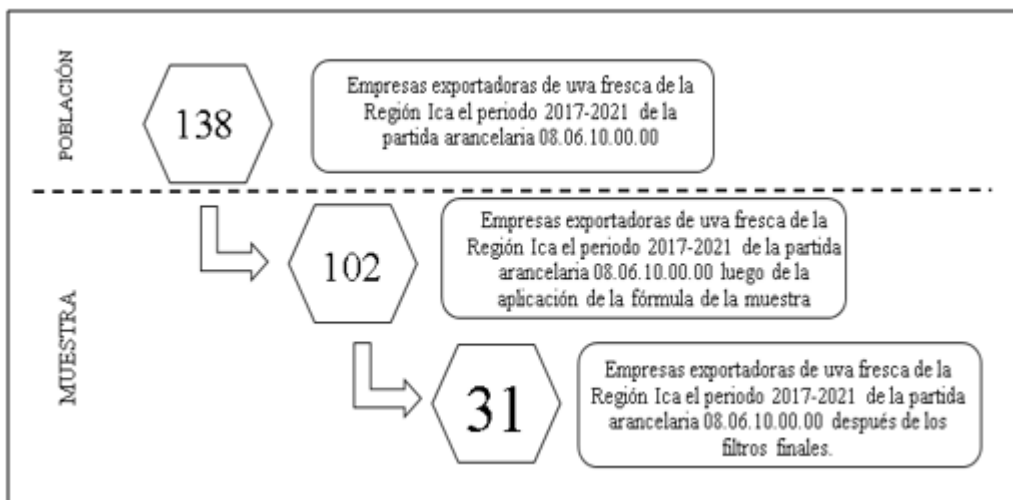 POBLACIÓN
138
Empresas exportadoras de uva fresca de la
Región Ica el periodo 2017-2021 de la
partida arancelaria 08.06.10.00.00
MUESTRA
102
Empresas exportadoras de uva fresca de la
Región Ica el periodo 2017-2021 de la partida
arancelaria 08.06.10.00.00 luego de la
aplicación de la fórmula de la muestra
31
Empresas exportadoras de uva fresca de la
Región Ica el periodo 2017-2021 de la partida
arancelaria 08.06.10.00.00 después de los
filtros finales.